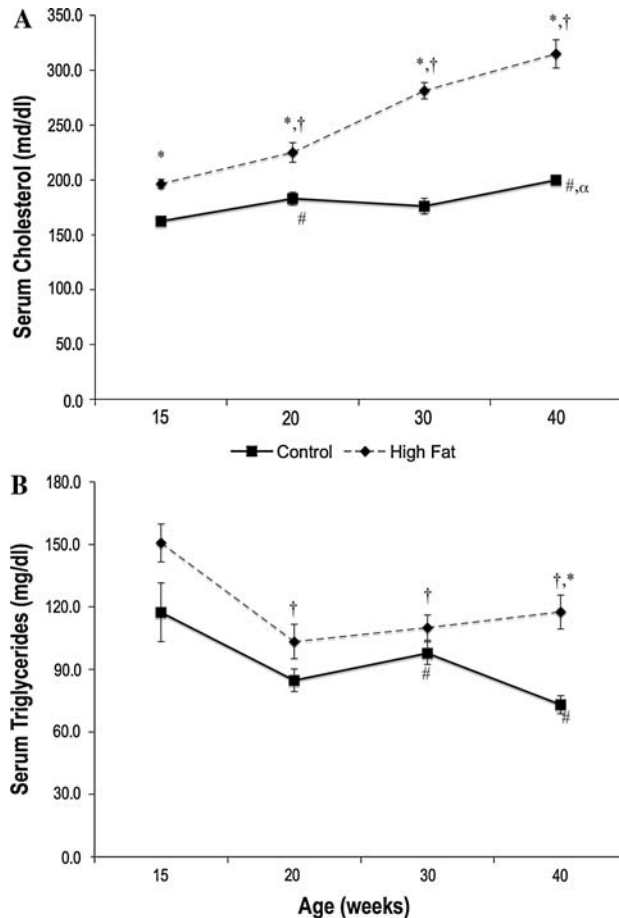 A
350.0
300.0
250.0
200.0
150.0
100.0
50.0
0.0
Serum Cholesterol (md/dl)
*
*,†
*,†
*,†
#
#,α
15 20 30 40
Control High Fat
B
180.0
150.0
120.0
90.0
60.0
30.0
0.0
Serum Triglycerides (mg/dl)
†
†
†,*
#
#
15 20 30 40
Age (weeks)